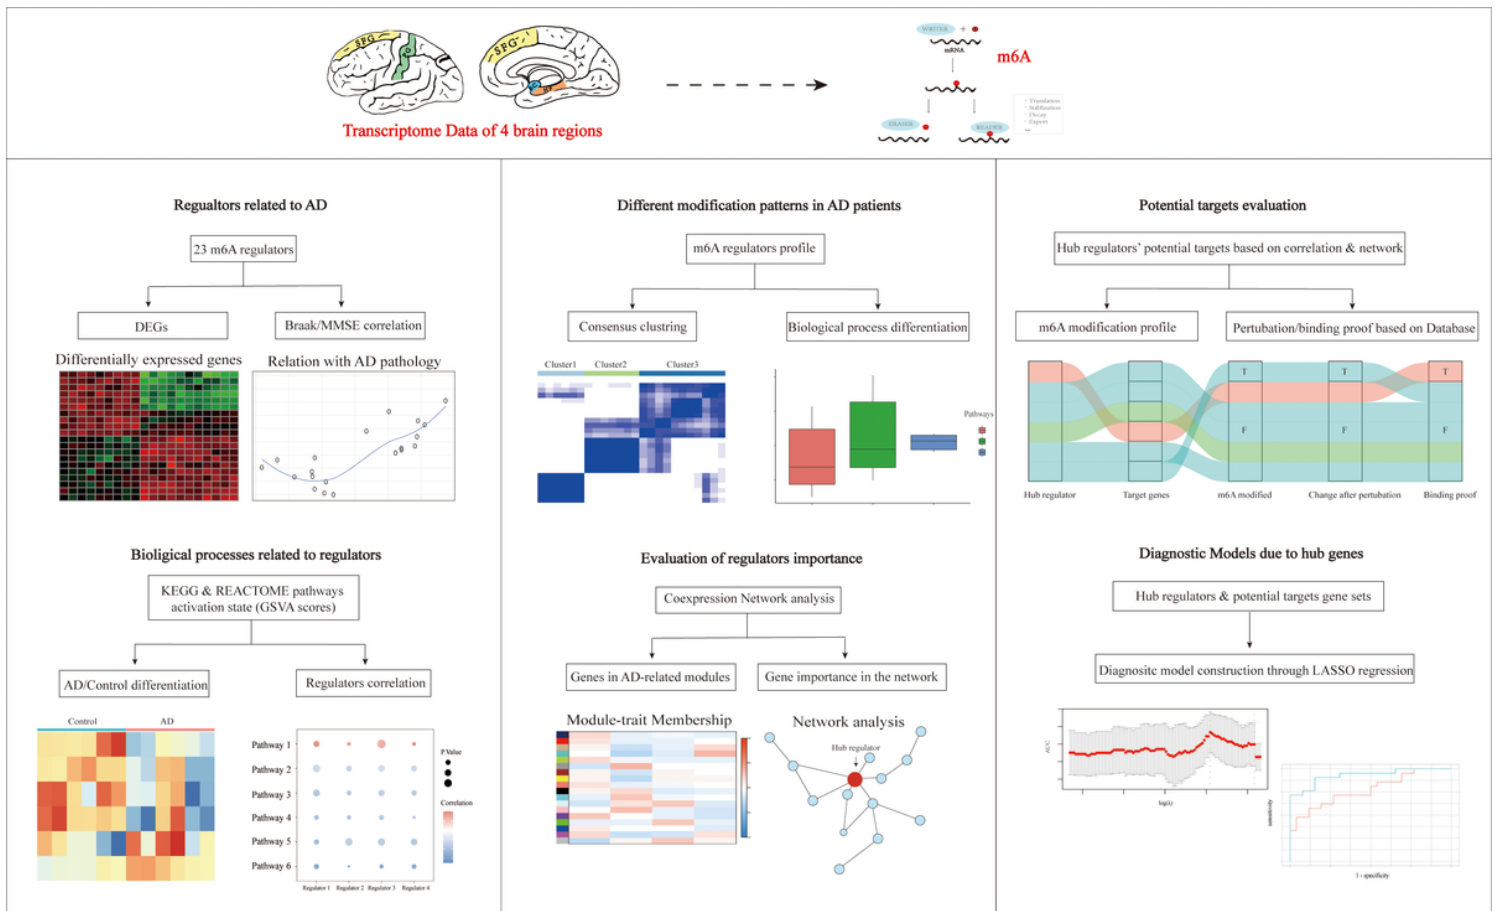 SFG
SFG
HP
Transcriptome Data of 4 brain regions
WRITER
+
mRNA
m6A
ERASER
READER
· Translation
· Stabilization
· Decay
· Export
...
Regualtors related to AD
23 m6A regulators
DEGs
Braak/MMSE correlation
Differentially expressed genes
Relation with AD pathology
Bioligical processes related to regulators
KEGG & REACTOME pathways
activation state (GSVA scores)
AD/Control differentiation
Regulators correlation
Control
AD
Pathway 1
Pathway 2
Pathway 3
Pathway 4
Pathway 5
Pathway 6
Regulator 1
Regulator 2
Regulator 3
Regulator 4
P.Value
Correlation
Different modification patterns in AD patients
m6A regulators profile
Consensus clustring
Biological process differentiation
Cluster1
Cluster2
Cluster3
Pathways
Evaluation of regulators importance
Coexpression Network analysis
Genes in AD-related modules
Gene importance in the network
Module-trait Membership
Network analysis
Hub regulator
Potential targets evaluation
Hub regulators' potential targets based on correlation & network
m6A modification profile
Pertubation/binding proof based on Database
T
T
T
F
F
F
Hub regulator
Target genes
m6A modified
Change after pertubation
Binding proof
Diagnostic Models due to hub genes
Hub regulators & potential targets gene sets
Diagnositc model construction through LASSO regression
AUC
log(λ)
sensitivity
1 - specificity